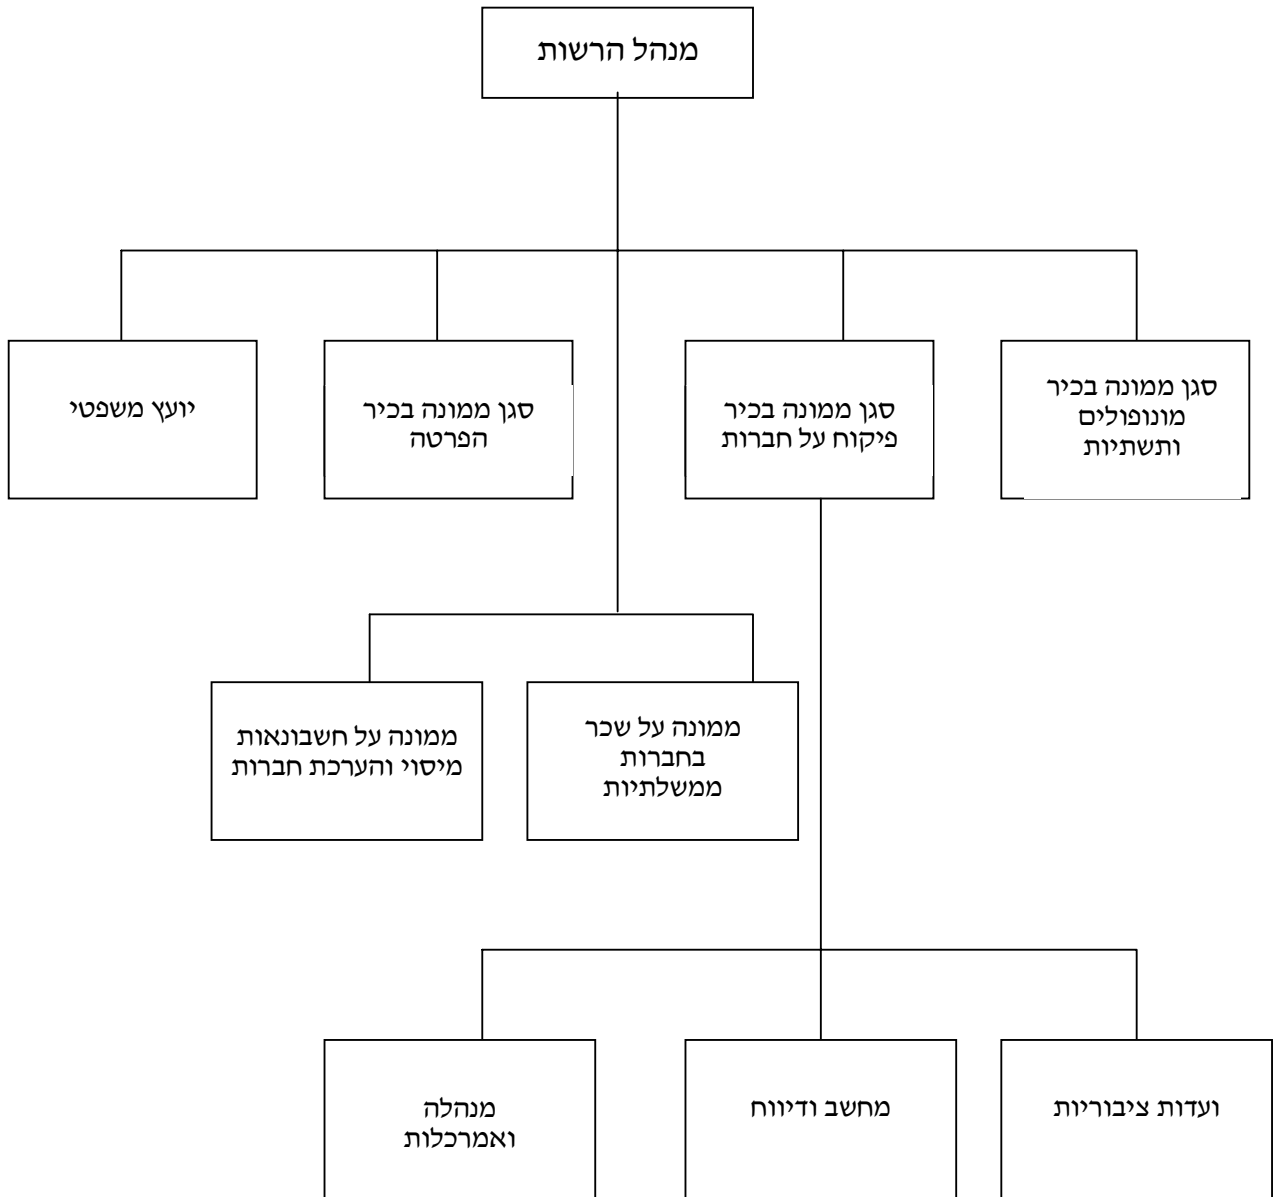 מנהל הרשות
סגן ממונה בכיר
מונופולים
ותשתיות
סגן ממונה בכיר
פיקוח על חברות
סגן ממונה בכיר
הפרטה
יועץ משפטי
ממונה על שכר
בחברות
ממשלתיות
ממונה על חשבונאות
מיסוי והערכת חברות
ועדות ציבוריות
מחשב ודיווח
מנהלה
ואמרכלות